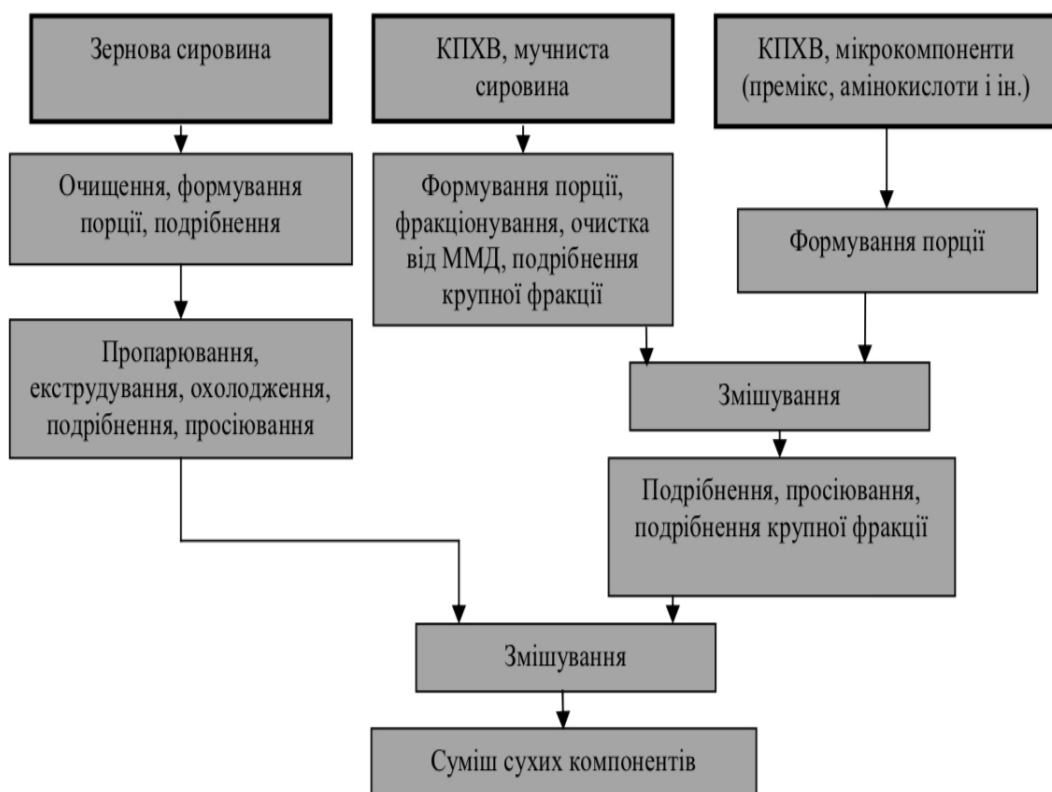 Зернова сировина
КПХВ, мучниста
сировина
КПХВ, мікрокомпоненти
(премікс, амінокислоти і ін.)
Очищення, формування
порції, подрібнення
Формування порції,
фракціонування, очистка
від ММД, подрібнення
крупної фракції
Формування порції
Пропарювання,
екструдування, охолодження,
подрібнення, просіювання
Змішування
Подрібнення, просіювання,
подрібнення крупної фракції
Змішування
Суміш сухих компонентів